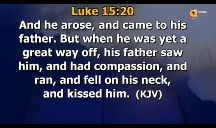 Luke 15:20
And he arose, and came to his
father. But when he was yet a
great way off, his father saw
him, and had compassion, and
ran, and fell on his neck,
and kissed him. (KJV)